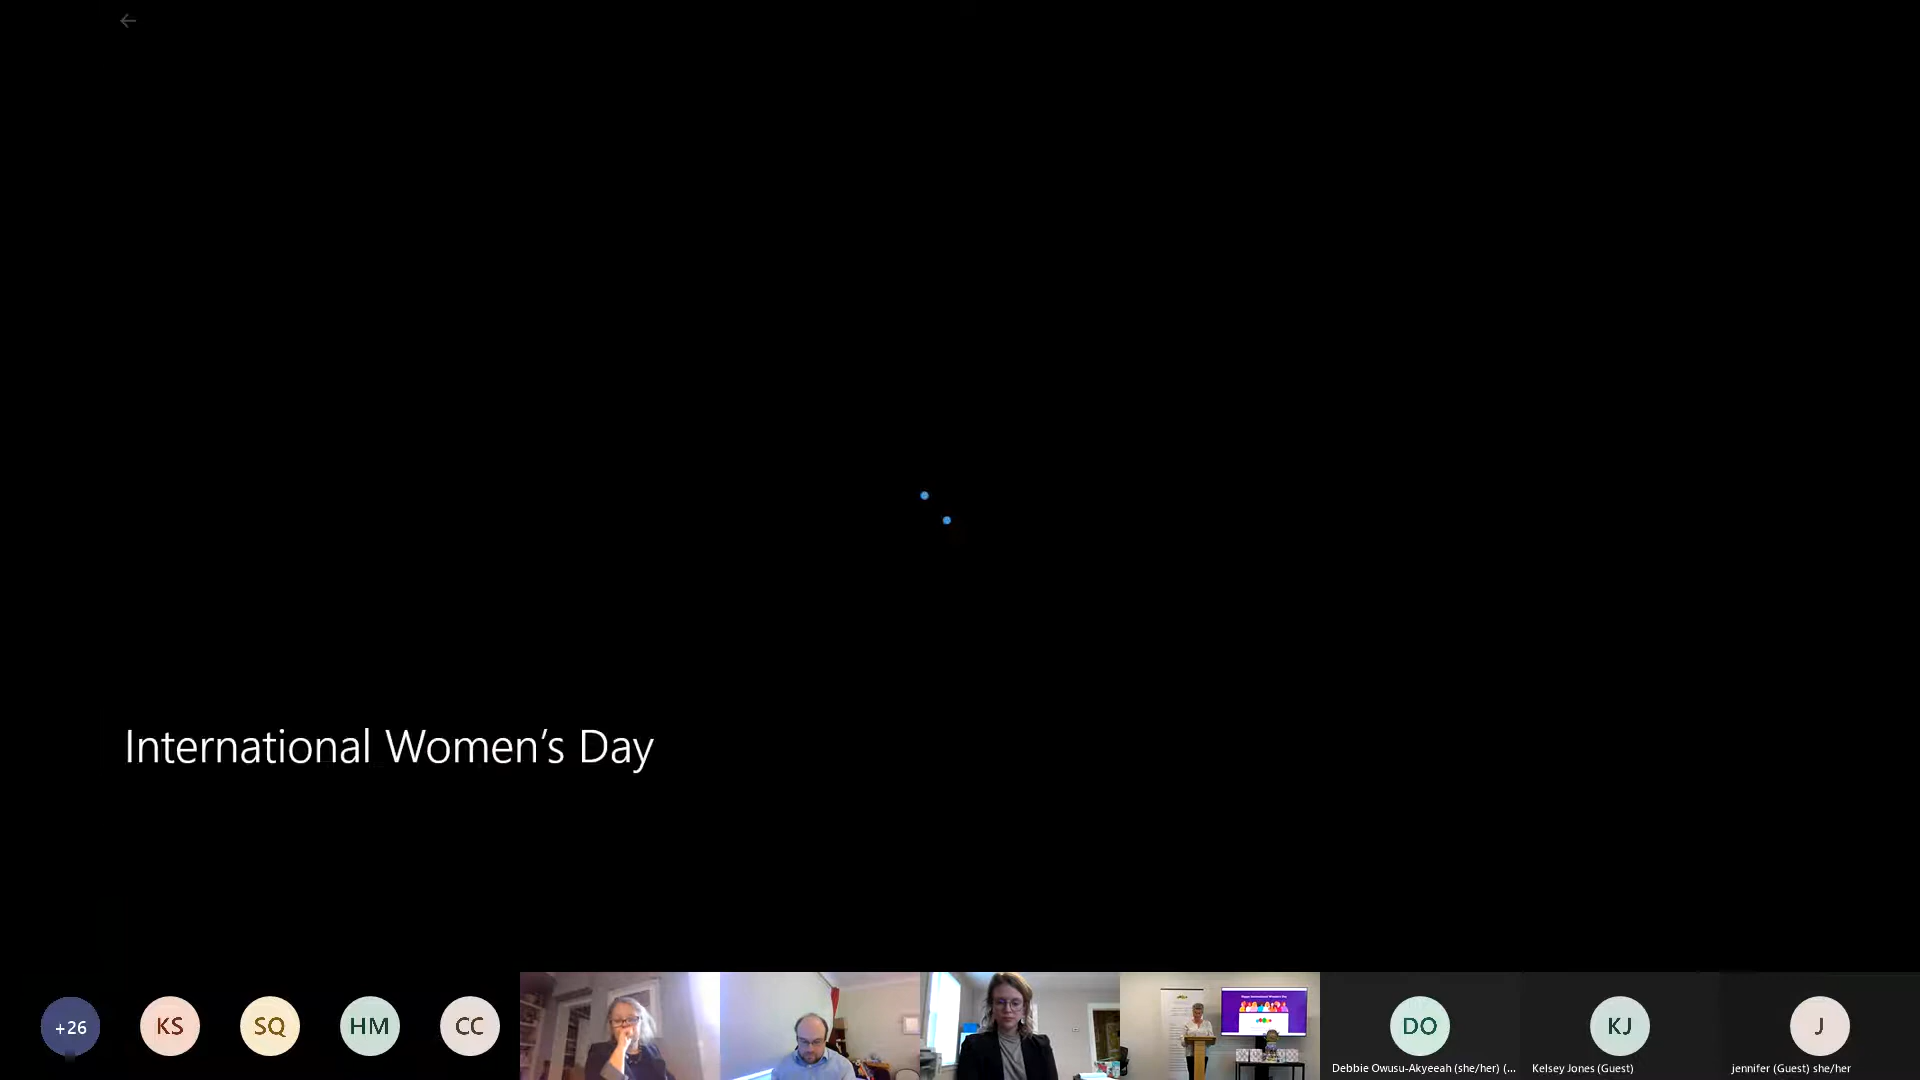 International Women’s Day
+26
KS
SQ
HM
CC
DO
KJ
J
Debbie Owusu-Akyeeah (she/her) (...
Kelsey Jones (Guest)
jennifer (Guest) she/her